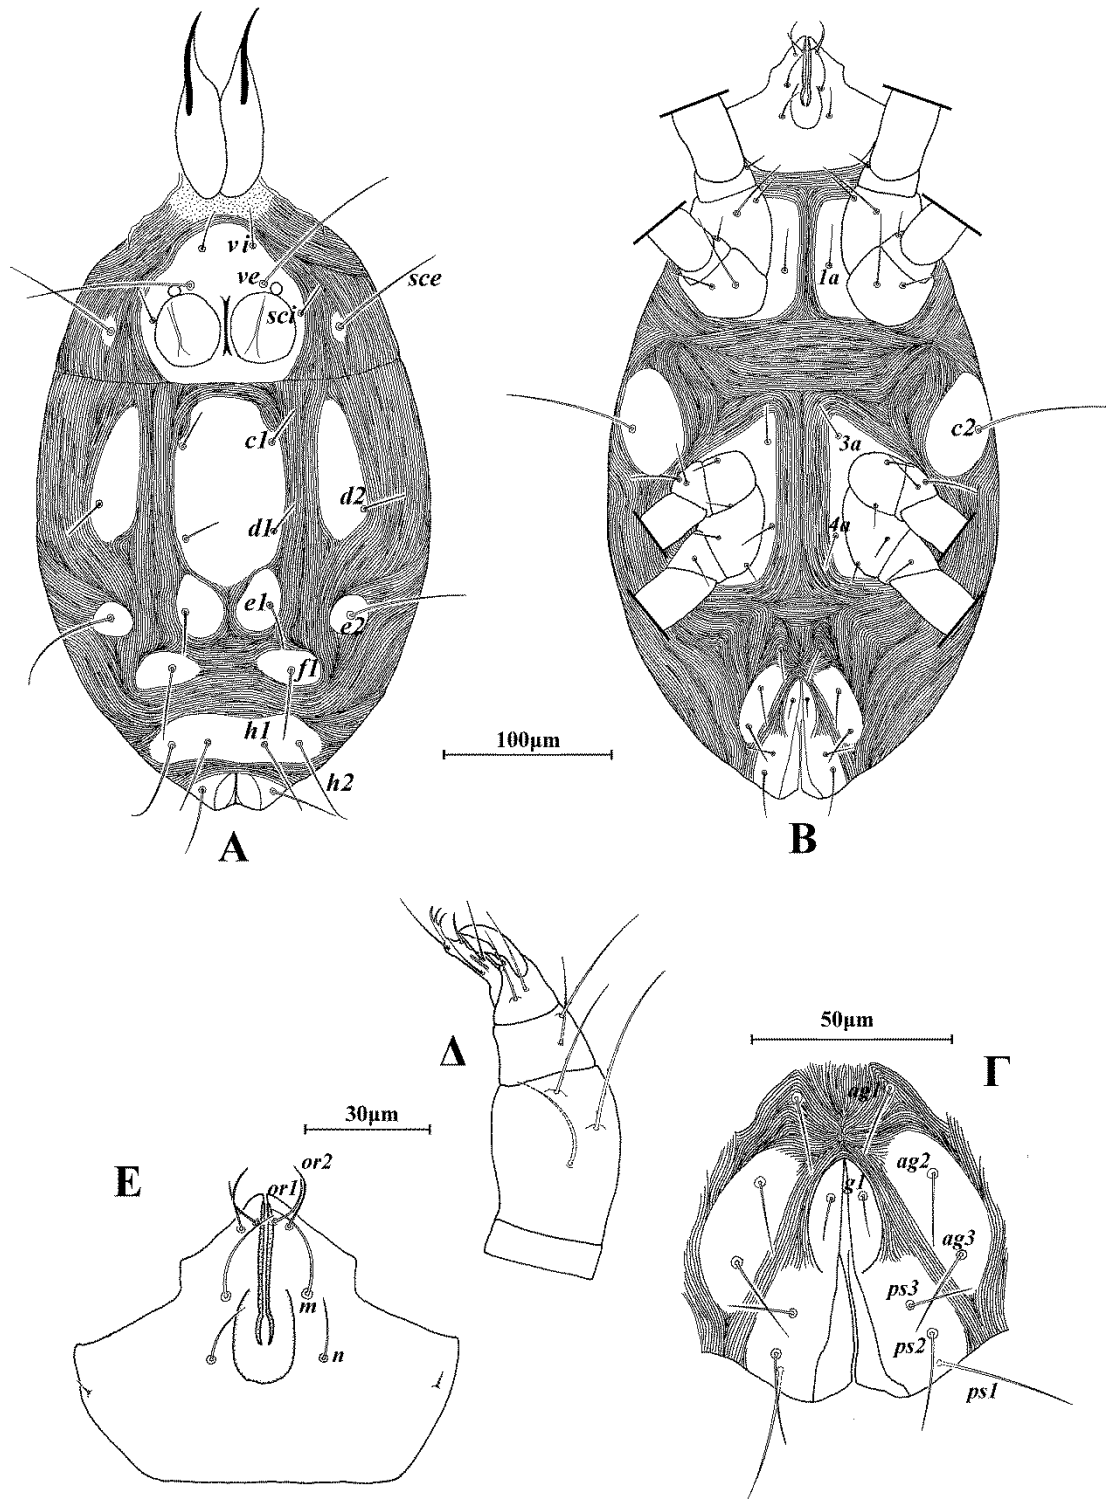 vi
ve
sce
sci
c1
d2
d1
e1
e2
f1
h1
h2
A
1a
c2
3a
4a
B
100μm
Δ
50μm
Γ
ag1
ag2
g1
ag3
ps3
ps2
ps1
30μm
E
or2
or1
m
n